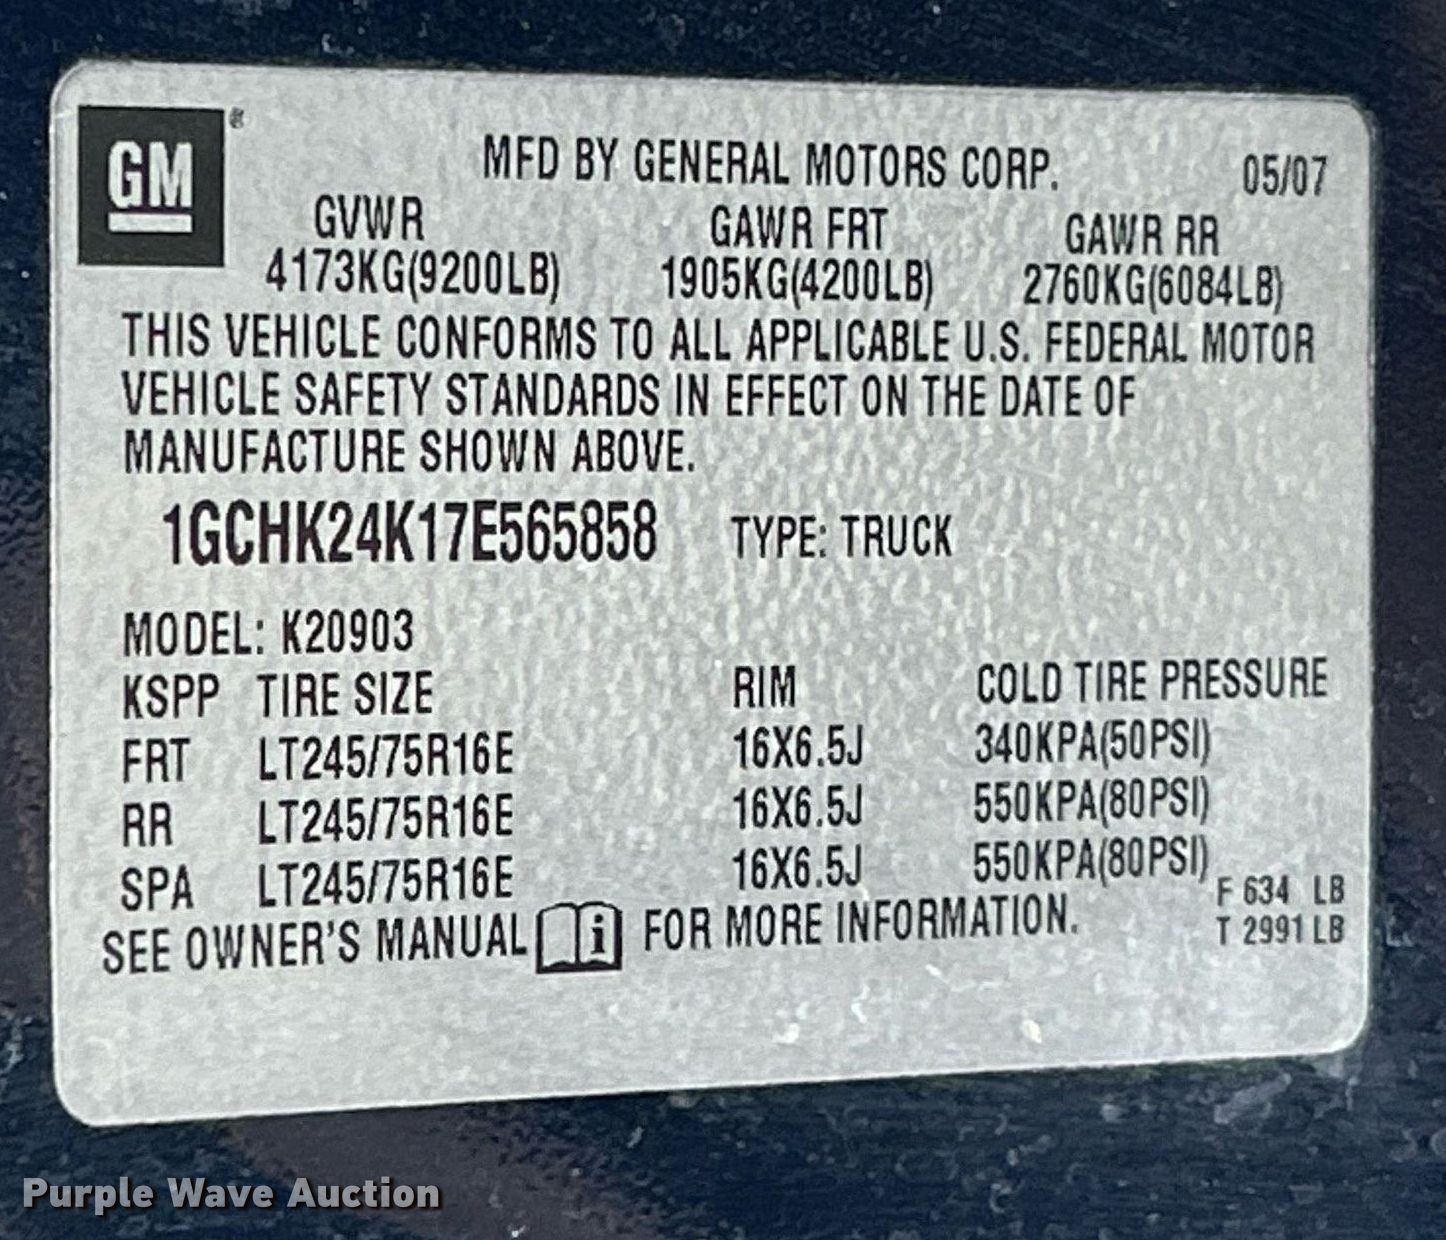 GM®
MFD BY GENERAL MOTORS CORP. 05/07
GVWR GAWR FRT GAWR RR
4173KG(9200LB) 1905KG(4200LB) 2760KG(6084LB)
THIS VEHICLE CONFORMS TO ALL APPLICABLE U.S. FEDERAL MOTOR
VEHICLE SAFETY STANDARDS IN EFFECT ON THE DATE OF
MANUFACTURE SHOWN ABOVE.
1GCHK24K17E565858 TYPE: TRUCK
MODEL: K20903
KSPP TIRE SIZE RIM COLD TIRE PRESSURE
FRT LT245/75R16E 16X6.5J 340KPA(50PSI)
RR LT245/75R16E 16X6.5J 550KPA(80PSI)
SPA LT245/75R16E 16X6.5J 550KPA(80PSI)
F 634 LB
SEE OWNER'S MANUAL i FOR MORE INFORMATION. T 2991 LB
Purple Wave Auction